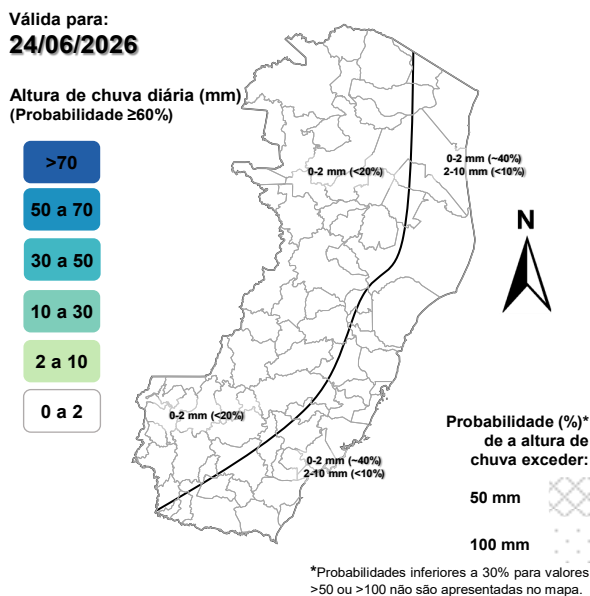 Válida para:
24/06/2026
Altura de chuva diária (mm)
(Probabilidade ≥60%)
>70
50 a 70
30 a 50
10 a 30
2 a 10
0 a 2
0-2 mm (<20%)
0-2 mm (~40%)
2-10 mm (<10%)
N
0-2 mm (<20%)
0-2 mm (~40%)
2-10 mm (<10%)
Probabilidade (%)*
de a altura de
chuva exceder:
50 mm
100 mm
*Probabilidades inferiores a 30% para valores
>50 ou >100 não são apresentadas no mapa.